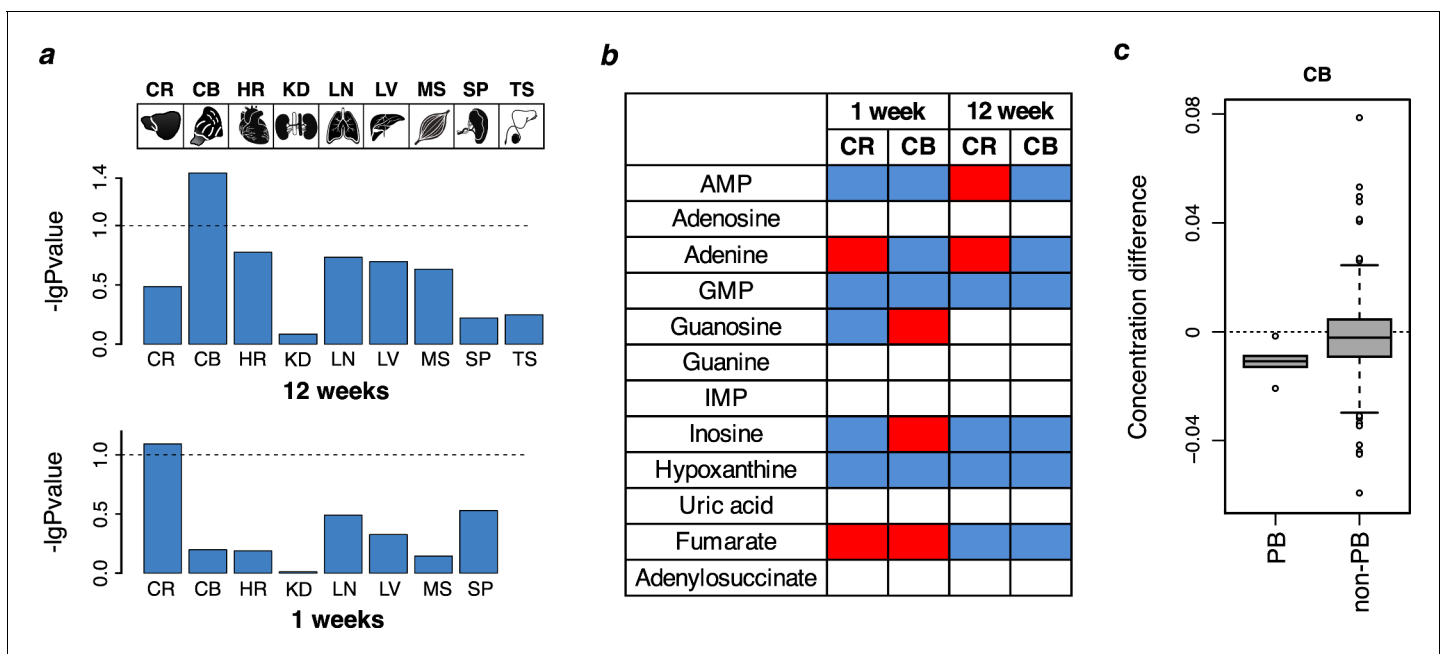 a
CR CB HR KD LN LV MS SP TS
-lgPvalue
1.4
1.0
0.5
0.0
CR CB HR KD LN LV MS SP TS
12 weeks
-lgPvalue
1.0
0.5
0.0
CR CB HR KD LN LV MS SP
1 weeks
b
1 week 12 week
CR CB CR CB
AMP
Adenosine
Adenine
GMP
Guanosine
Guanine
IMP
Inosine
Hypoxanthine
Uric acid
Fumarate
Adenylosuccinate
c
CB
Concentration difference
0.08
0.04
0
−0.04
PB
non-PB